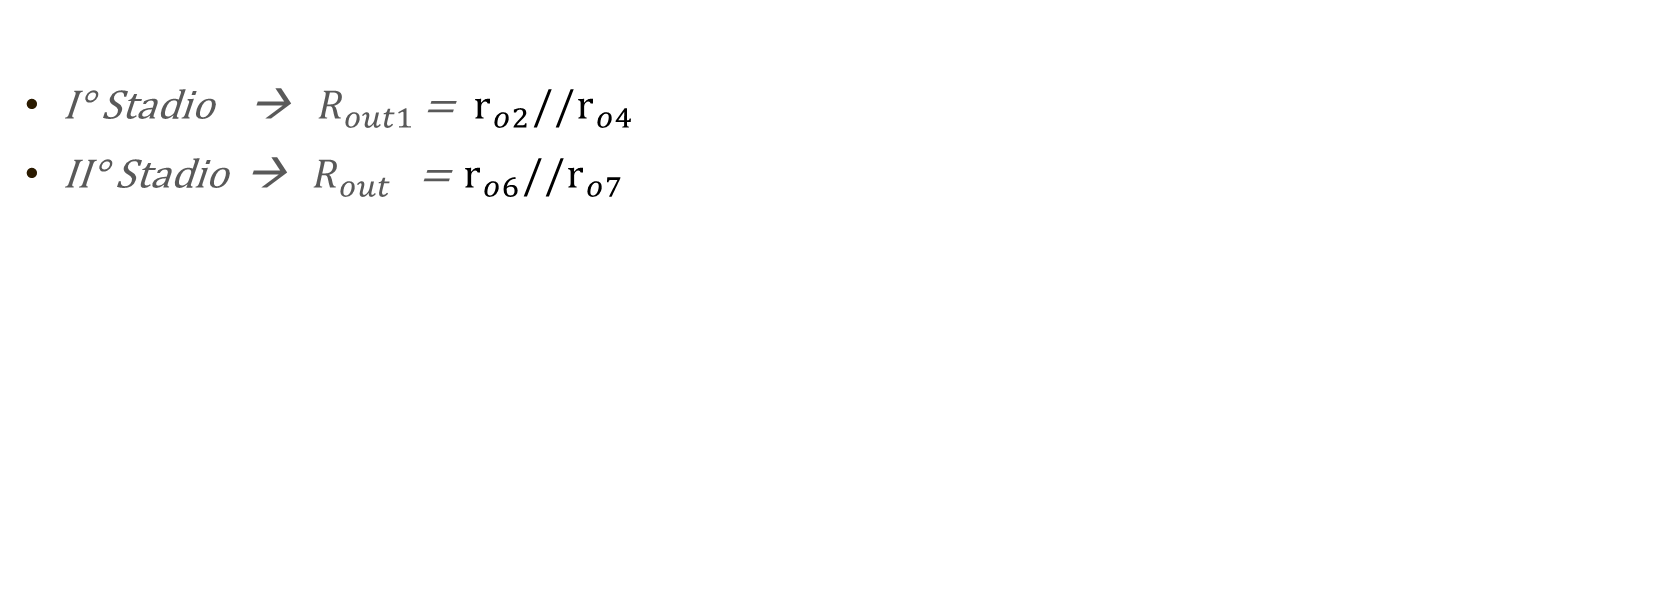 • I° Stadio → R_out1 = r_o2//r_o4
• II° Stadio → R_out = r_o6//r_o7